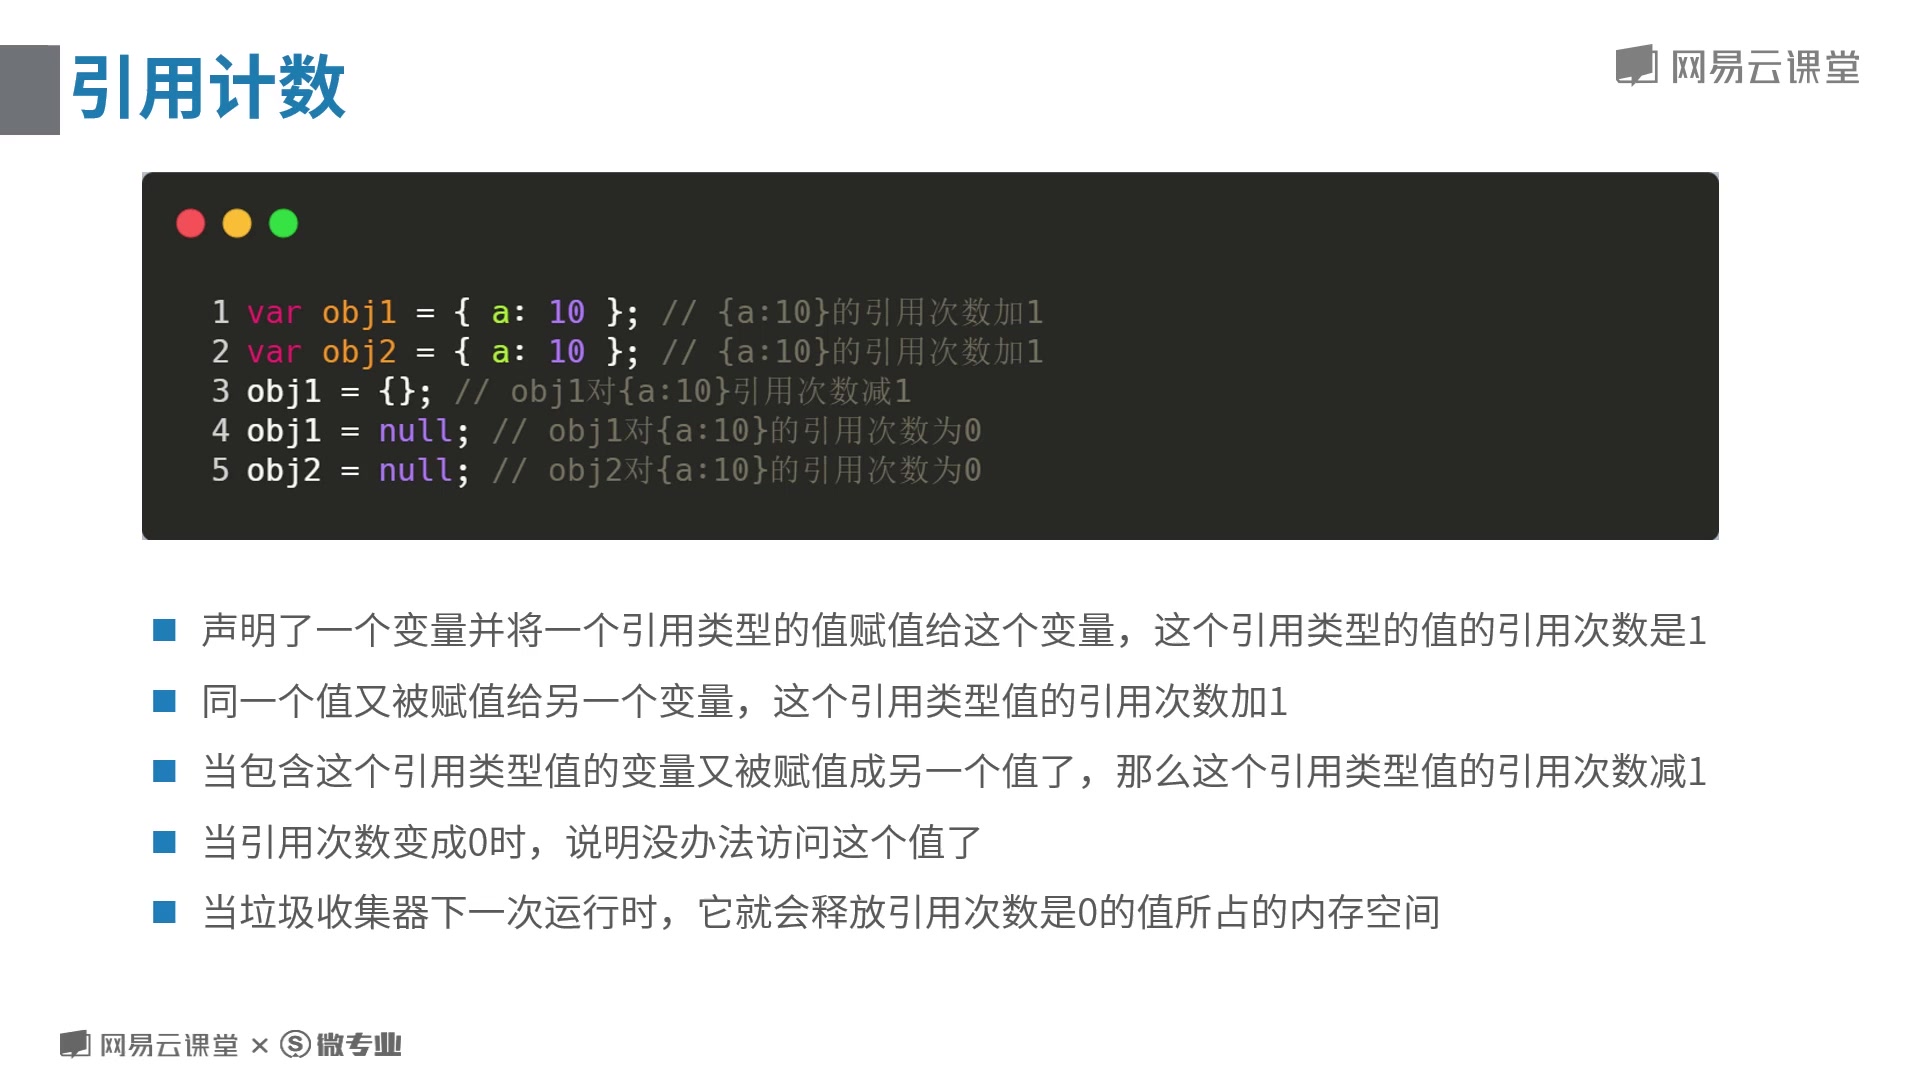 引用计数
网易云课堂
1 var obj1 = { a: 10 }; // {a:10}的引用次数加1
2 var obj2 = { a: 10 }; // {a:10}的引用次数加1
3 obj1 = {}; // obj1对{a:10}引用次数减1
4 obj1 = null; // obj1对{a:10}的引用次数为0
5 obj2 = null; // obj2对{a:10}的引用次数为0
声明了一个变量并将一个引用类型的值赋值给这个变量，这个引用类型的值的引用次数是1
同一个值又被赋值给另一个变量，这个引用类型值的引用次数加1
当包含这个引用类型值的变量又被赋值成另一个值了，那么这个引用类型值的引用次数减1
当引用次数变成0时，说明没办法访问这个值了
当垃圾收集器下一次运行时，它就会释放引用次数是0的值所占的内存空间
网易云课堂 × S 微专业